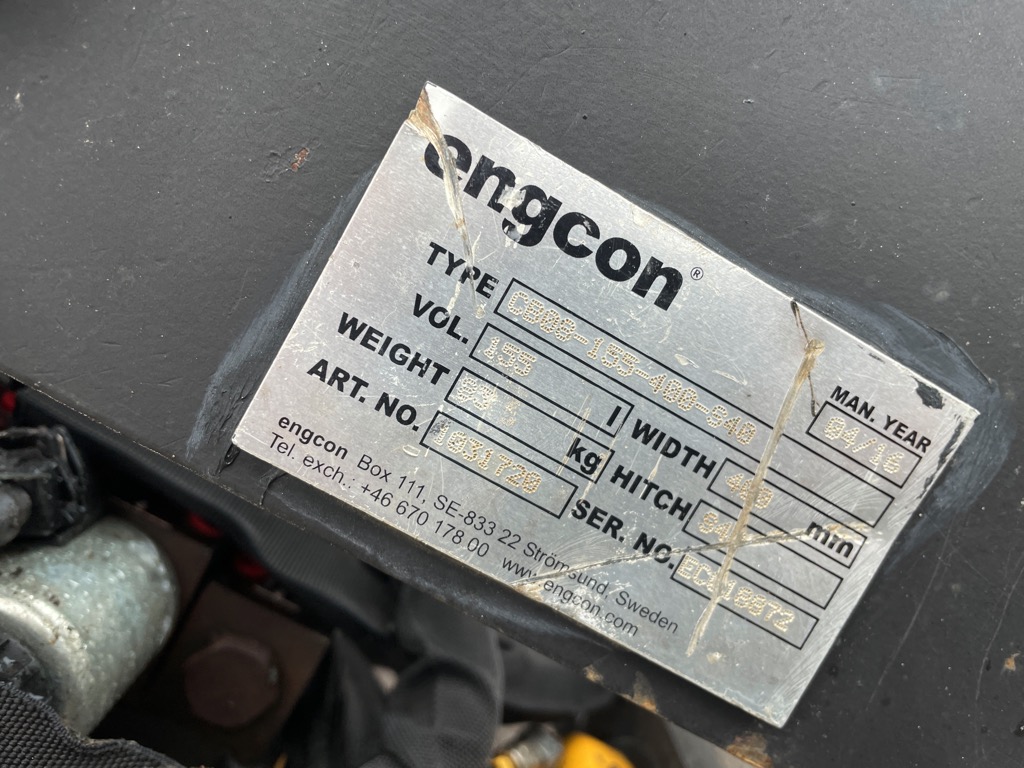 engcon®
TYPE CB08-155-400-S40
MAN. YEAR 04/16
VOL. 155 l WIDTH 400 mm
WEIGHT kg HITCH S40
ART. NO. 1031720 SER. NO.
engcon Box 111, SE-833 22 Strömsund, Sweden
Tel. exch.: +46 670 178 00 www.engcon.com